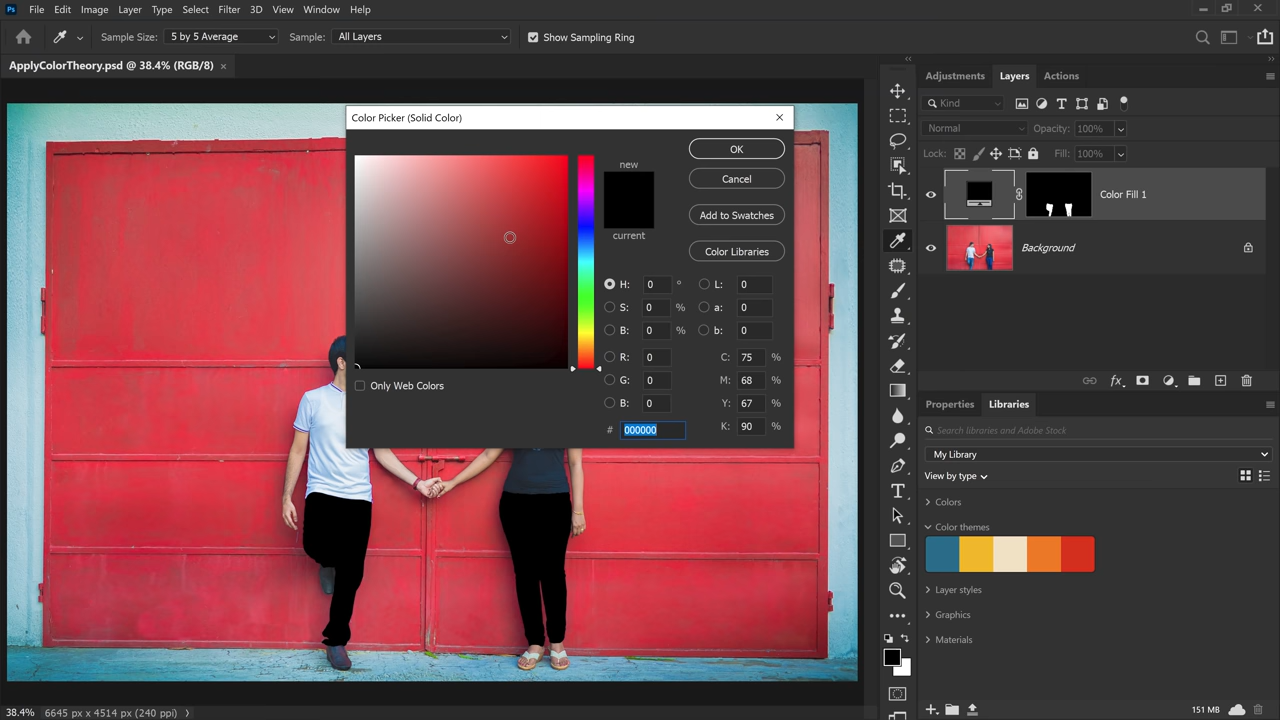 Ps File Edit Image Layer Type Select Filter 3D View Window Help
Sample Size: 5 by 5 Average Sample: All Layers Show Sampling Ring
ApplyColorTheory.psd @ 38.4% (RGB/8) ×
Color Picker (Solid Color)
new
current
OK
Cancel
Add to Swatches
Color Libraries
H: 0 ° L: 0
S: 0 % a: 0
B: 0 % b: 0
R: 0 C: 75 %
G: 0 M: 68 %
B: 0 Y: 67 %
# 000000 K: 90 %
Only Web Colors
Adjustments Layers Actions
Kind
Normal Opacity: 100%
Lock: Fill: 100%
Color Fill 1
Background
fx
Properties Libraries
Search libraries and Adobe Stock
My Library
View by type
Colors
Color themes
Layer styles
Graphics
Materials
151 MB
38.4% 6645 px x 4514 px (240 ppi)